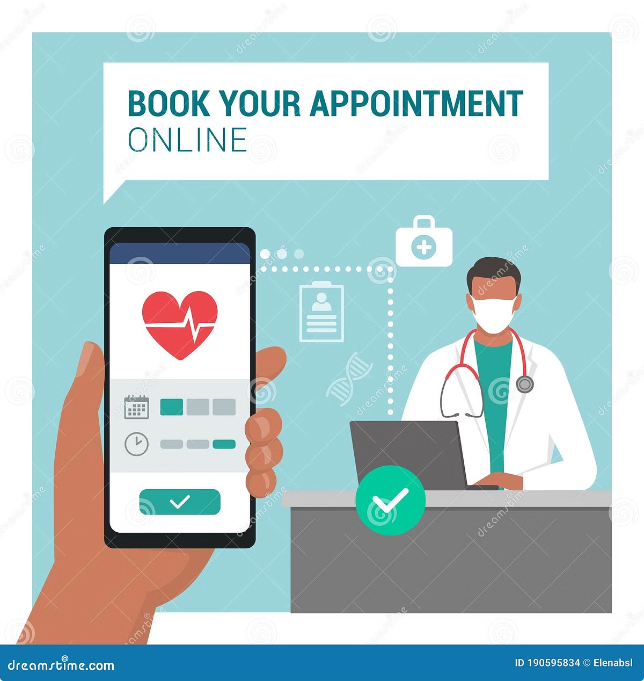 BOOK YOUR APPOINTMENT
ONLINE
dreamstime.com
ID 190595834 © Elenabsl